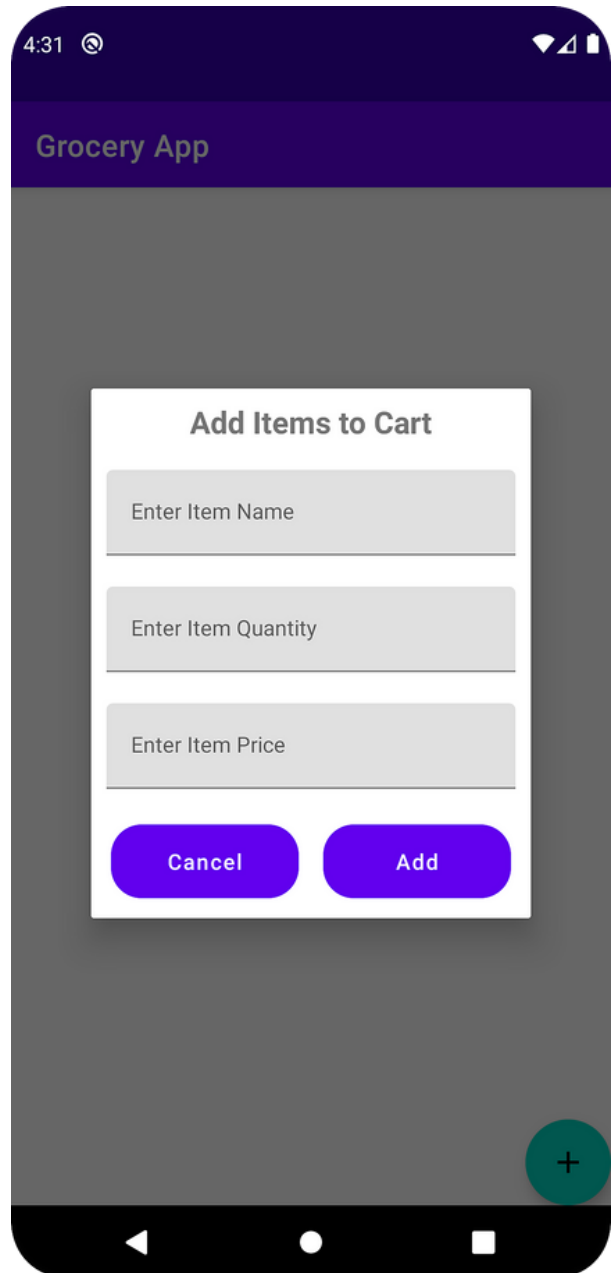 4:31
Grocery App
Add Items to Cart
Enter Item Name
Enter Item Quantity
Enter Item Price
Cancel Add